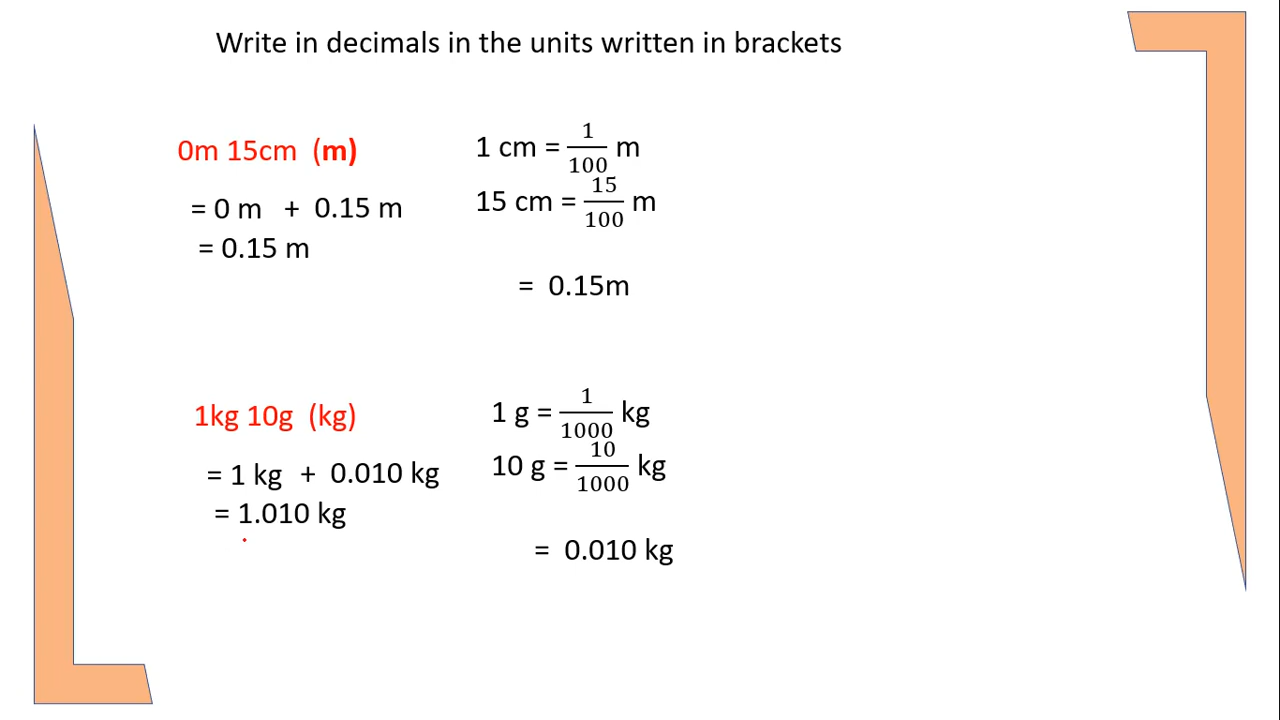 Write in decimals in the units written in brackets
0m 15cm (m)
= 0 m + 0.15 m
= 0.15 m
1 cm = 1/100 m
15 cm = 15/100 m
= 0.15m
1kg 10g (kg)
= 1 kg + 0.010 kg
= 1.010 kg
1 g = 1/1000 kg
10 g = 10/1000 kg
= 0.010 kg